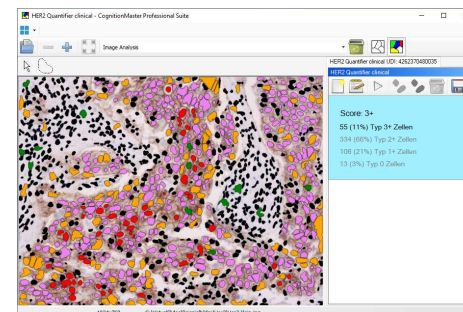 HER2 Quantifier clinical - CognitionMaster Professional Suite
Image Analysis
HER2 Quantifier clinical UDI: 4262370480035
HER2 Quantifier clinical
Score: 3+
55 (11%) Typ 3+ Zellen
334 (66%) Typ 2+ Zellen
106 (21%) Typ 1+ Zellen
13 (3%) Typ 0 Zellen